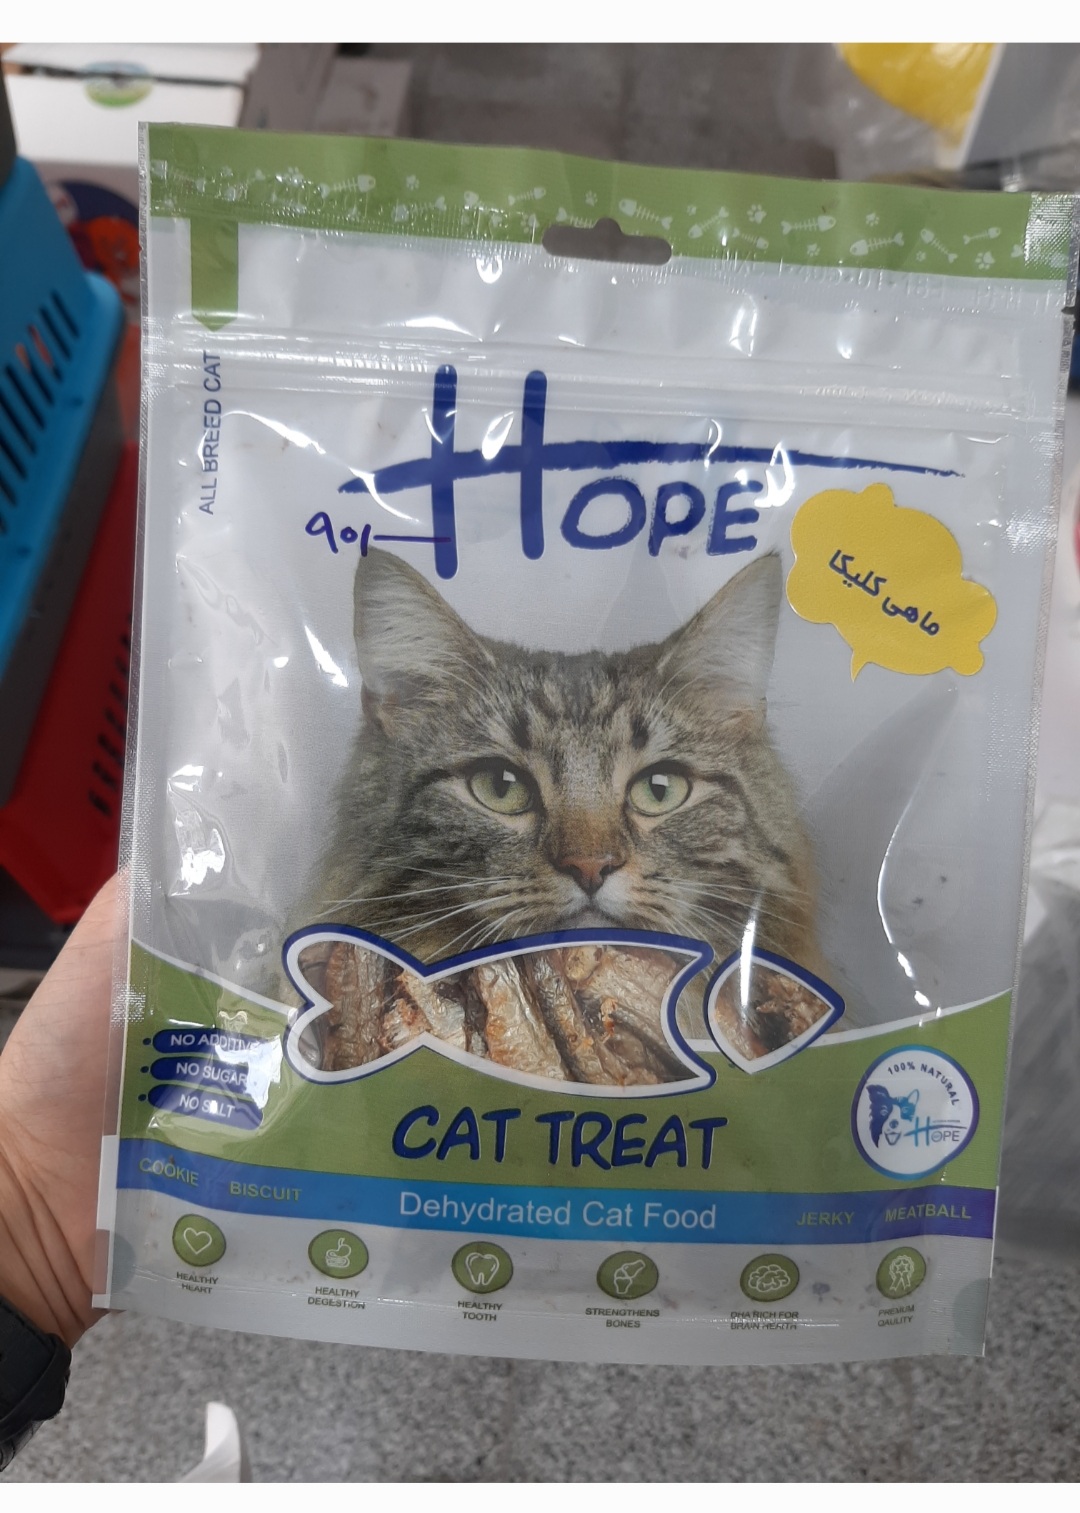 ALL BREED CAT
HOPE
ماهی کلیکا
NO ADDITIVE
NO SUGAR
NO SALT
CAT TREAT
100% NATURAL
HOPE
COOKIE BISCUIT Dehydrated Cat Food JERKY MEATBALL
HEALTHY
HEART
HEALTHY
DEGESTION
HEALTHY
TOOTH
STRENGTHENS
BONES
DHA RICH FOR
BRAIN HEALTH
PREMIUM
QAULITY